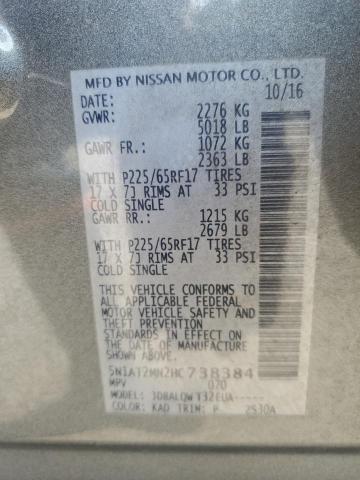 MFD BY NISSAN MOTOR CO., LTD.
DATE: 10/16
GVWR: 2276 KG
5018 LB
GAWR FR.: 1072 KG
2363 LB
WITH P225/65RF17 TIRES
17 X 7J RIMS AT 33 PSI
COLD SINGLE
GAWR RR.: 1215 KG
2679 LB
WITH P225/65RF17 TIRES
17 X 7J RIMS AT 33 PSI
COLD SINGLE
THIS VEHICLE CONFORMS TO
ALL APPLICABLE FEDERAL
MOTOR VEHICLE SAFETY AND
THEFT PREVENTION
STANDARDS IN EFFECT ON
THE DATE OF MANUFACTURE
SHOWN ABOVE.
5N1AT2MN2HC738384
MPV 070
COLOR: KAD TRIM: P 2S30A